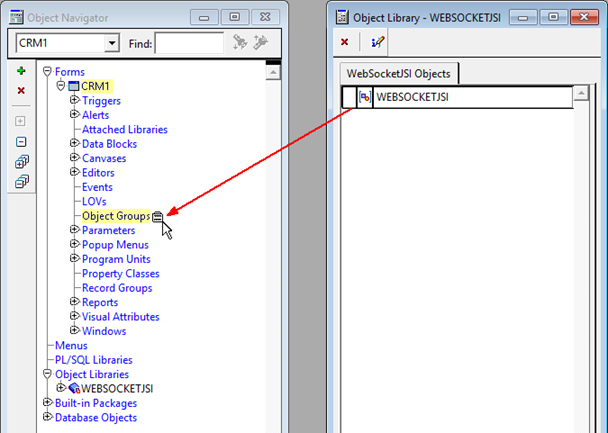 Object Navigator
CRM1
Find:
Forms
CRM1
Triggers
Alerts
Attached Libraries
Data Blocks
Canvases
Editors
Events
LOVs
Object Groups
Parameters
Popup Menus
Program Units
Property Classes
Record Groups
Reports
Visual Attributes
Windows
Menus
PL/SQL Libraries
Object Libraries
WEBSOCKETJSI
Built-in Packages
Database Objects
Object Library - WEBSOCKETJSI
WebSocketJSI Objects
WEBSOCKETJSI